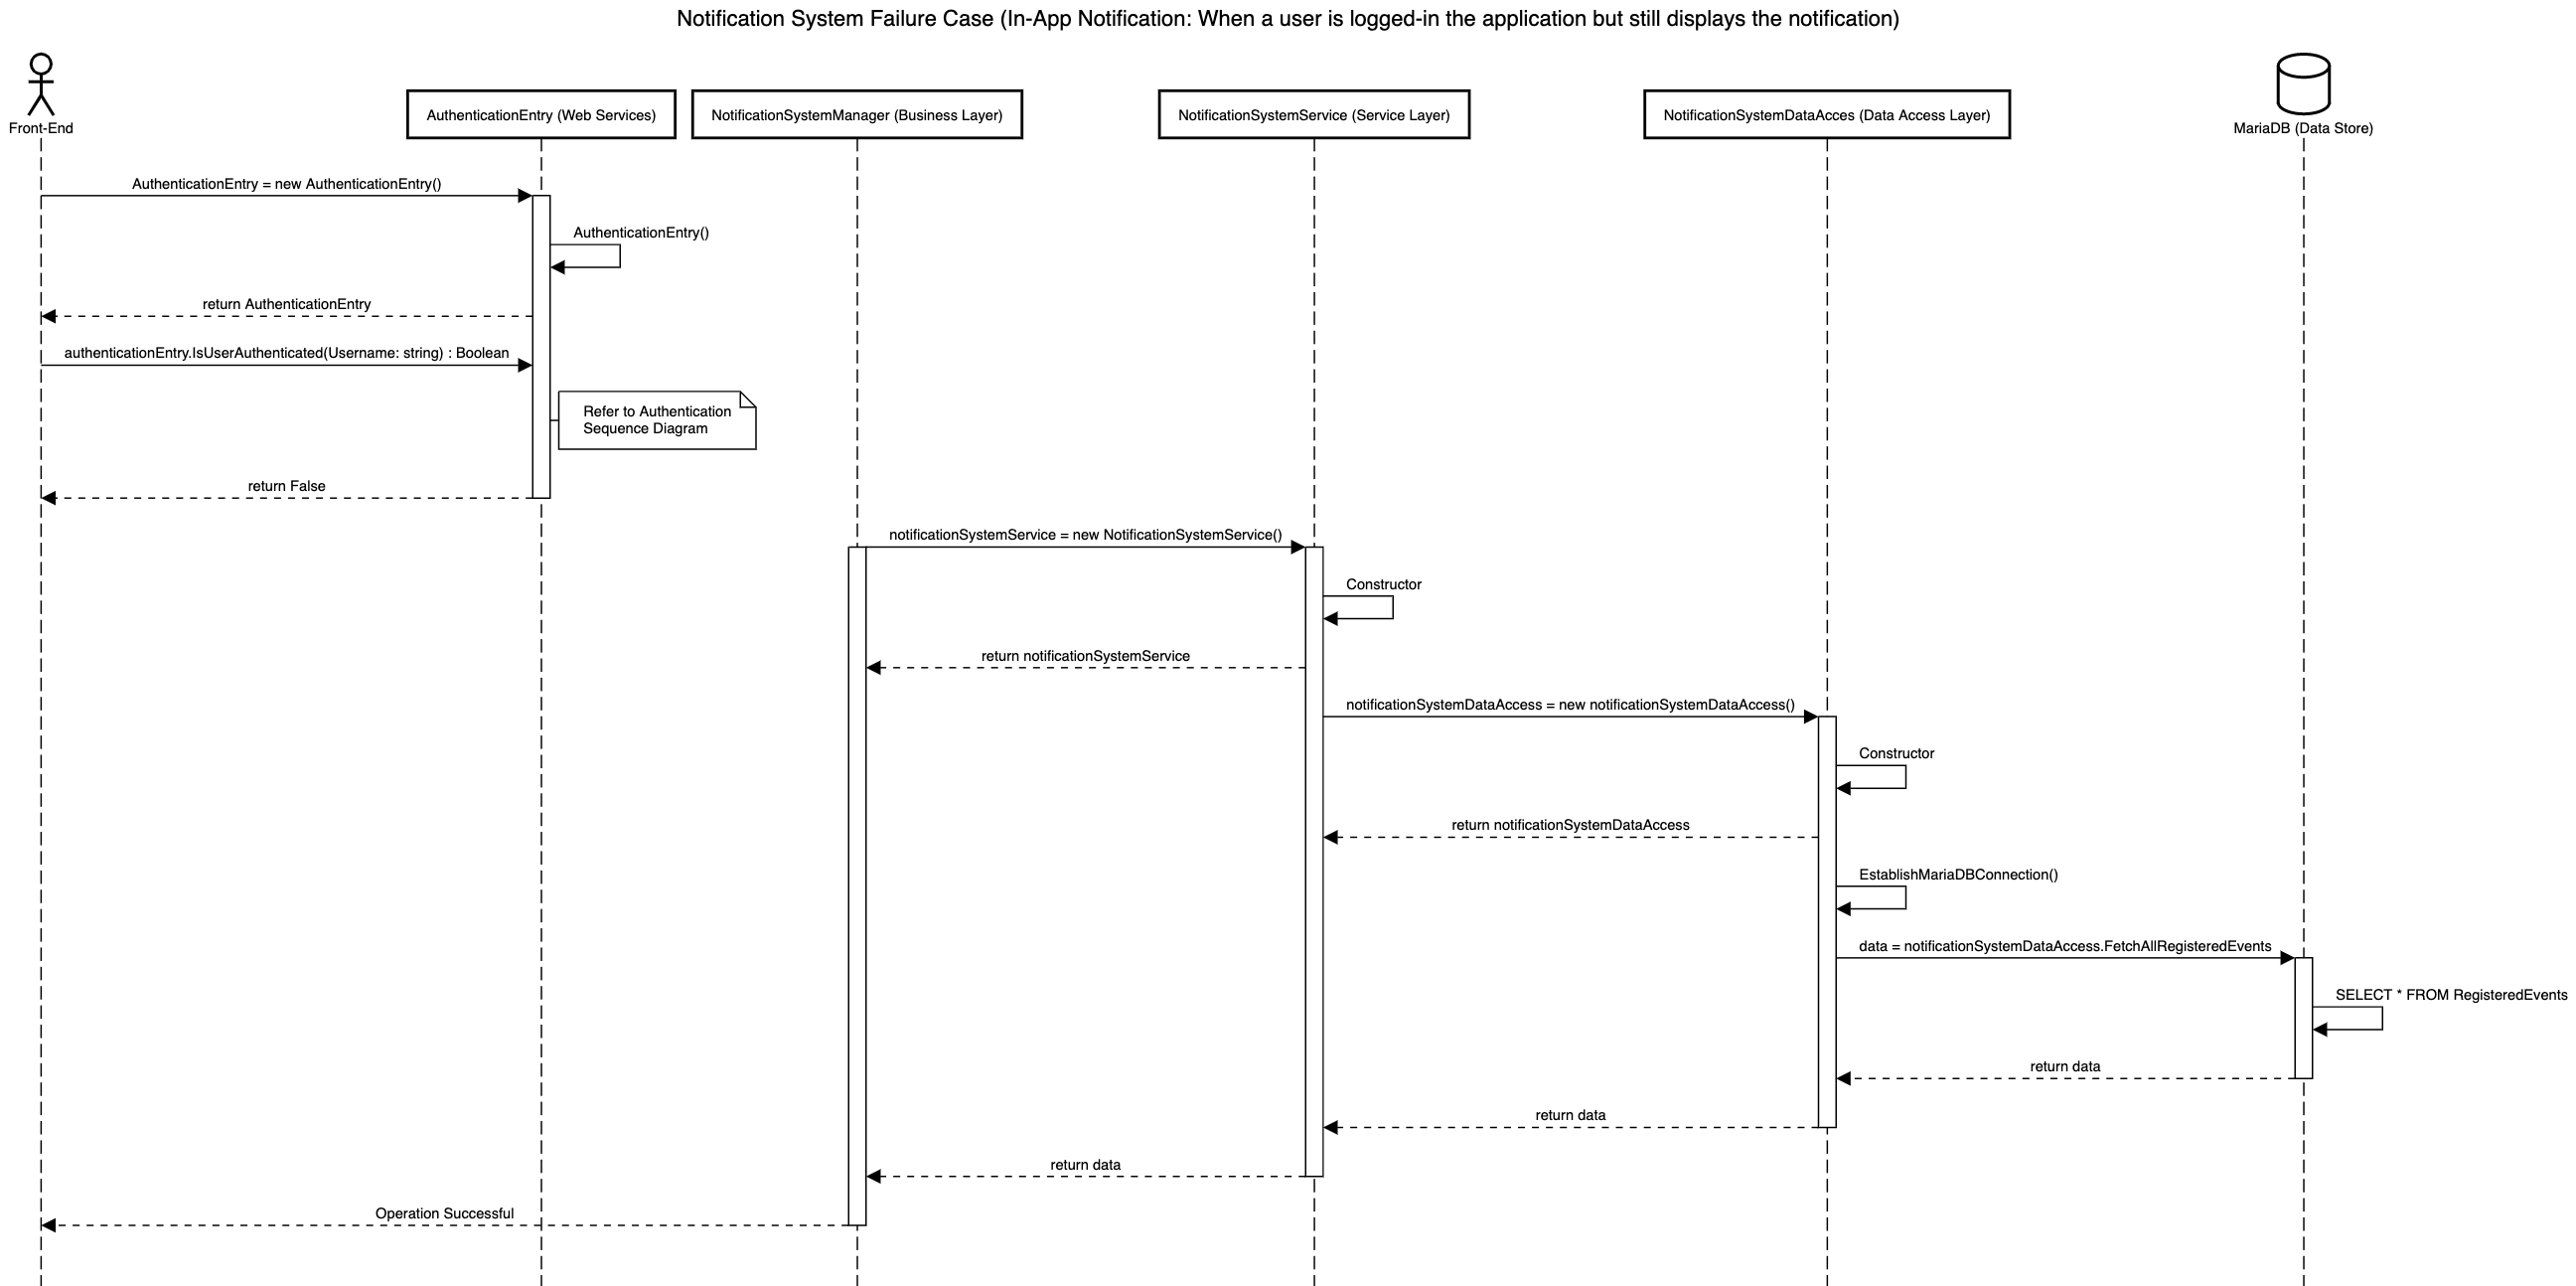 Notification System Failure Case (In-App Notification: When a user is logged-in the application but still displays the notification)
Front-End
AuthenticationEntry (Web Services)
NotificationSystemManager (Business Layer)
NotificationSystemService (Service Layer)
NotificationSystemDataAcces (Data Access Layer)
MariaDB (Data Store)
AuthenticationEntry = new AuthenticationEntry()
AuthenticationEntry()
return AuthenticationEntry
authenticationEntry.IsUserAuthenticated(Username: string) : Boolean
Refer to Authentication
Sequence Diagram
return False
notificationSystemService = new NotificationSystemService()
Constructor
return notificationSystemService
notificationSystemDataAccess = new notificationSystemDataAccess()
Constructor
return notificationSystemDataAccess
EstablishMariaDBConnection()
data = notificationSystemDataAccess.FetchAllRegisteredEvents
SELECT * FROM RegisteredEvents
return data
return data
return data
Operation Successful